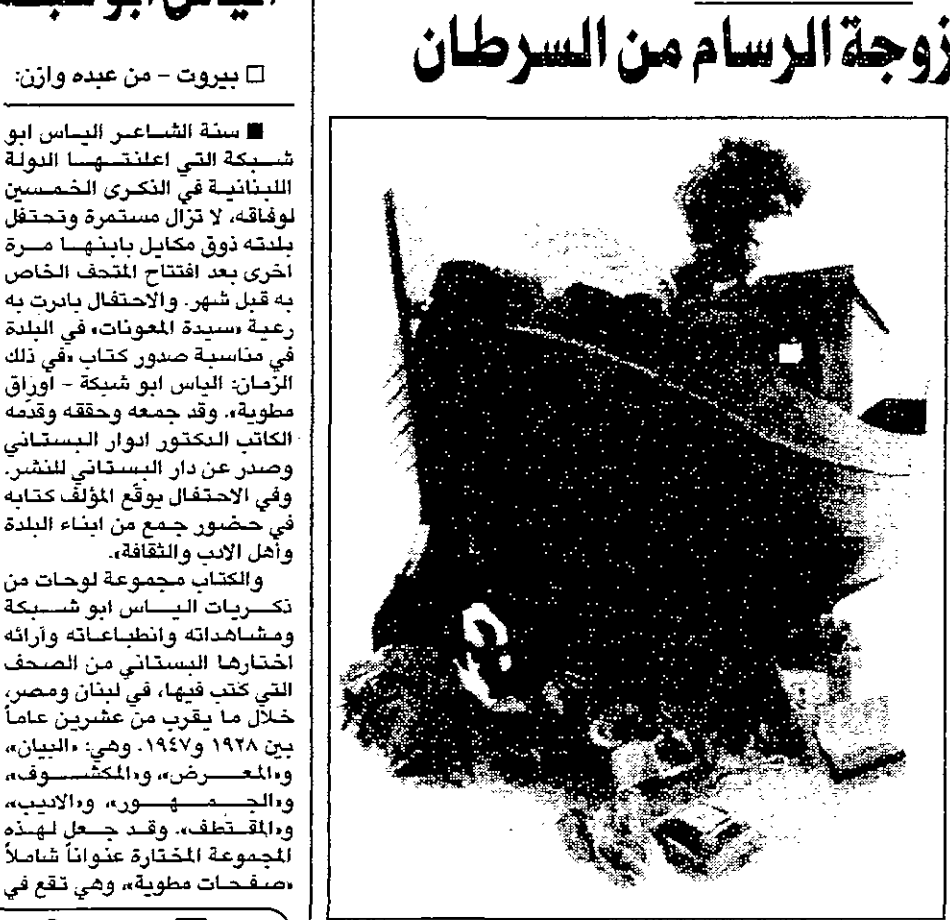 زوجة الرسام من السرطان
□ بيروت - من عبده وازن:
■ سنة الشاعر الياس ابو
شبكة التي اعلنتها الدولة
اللبنانية في الذكرى الخمسين
لوفاقه، لا تزال مستمرة وتحتفل
بلدته ذوق مكايل بابنها مرة
اخرى بعد افتتاح المتحف الخاص
به قبل شهر. والاحتفال بادرت به
رعية «سيدة المعونات» في البلدة
في مناسبة صدور كتاب «في ذلك
الزمان: الياس ابو شبكة - اوراق
مطوية». وقد جمعه وحققه وقدمه
الكاتب الدكتور ادوار البستاني
وصدر عن دار البستاني للنشر.
وفي الاحتفال يوقع المؤلف كتابه
في حضور جمع من ابناء البلدة
وأهل الادب والثقافة».
والكتاب مجموعة لوحات من
ذكريات الياس ابو شبكة
ومشاهداته وانطباعاته وآرائه
اختارها البستاني من الصحف
التي كتب فيها، في لبنان ومصر،
خلال ما يقرب من عشرين عاماً
بين ١٩٢٨ و١٩٤٧. وهي: «البيان»،
و«المعرض»، و«المكشوف»،
و«الجمهور»، و«الاديب»،
و«المقتطف». وقد جعل لهذه
المجموعة المختارة عنواناً شاملاً
«صفحات مطوية»، وهي تقع في